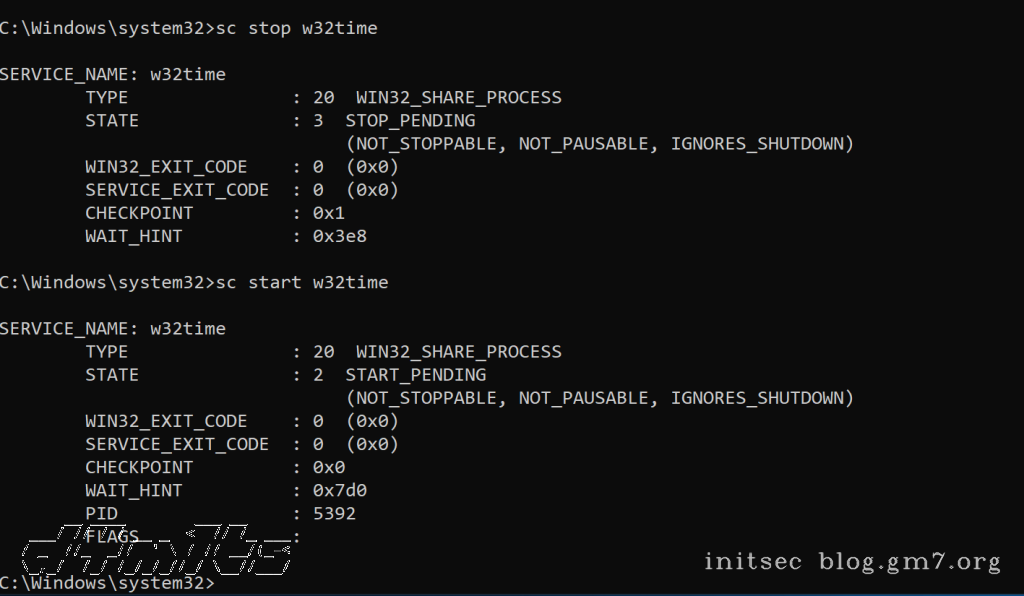 C:\Windows\system32>sc stop w32time
SERVICE_NAME: w32time
TYPE : 20 WIN32_SHARE_PROCESS
STATE : 3 STOP_PENDING
(NOT_STOPPABLE, NOT_PAUSABLE, IGNORES_SHUTDOWN)
WIN32_EXIT_CODE : 0 (0x0)
SERVICE_EXIT_CODE : 0 (0x0)
CHECKPOINT : 0x1
WAIT_HINT : 0x3e8
C:\Windows\system32>sc start w32time
SERVICE_NAME: w32time
TYPE : 20 WIN32_SHARE_PROCESS
STATE : 2 START_PENDING
(NOT_STOPPABLE, NOT_PAUSABLE, IGNORES_SHUTDOWN)
WIN32_EXIT_CODE : 0 (0x0)
SERVICE_EXIT_CODE : 0 (0x0)
CHECKPOINT : 0x0
WAIT_HINT : 0x7d0
PID : 5392
FLAGS :
initsec blog.gm7.org
C:\Windows\system32>